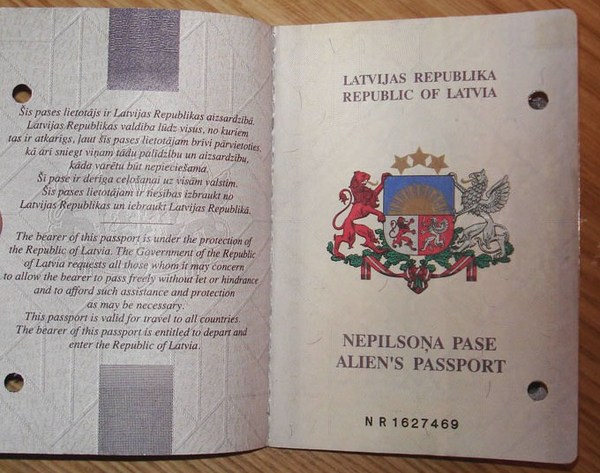 Šīs pases lietotājs ir Latvijas Republikas aizsardzībā.
Latvijas Republikas valdība lūdz visus, no kuriem
tas ir atkarīgs, ļaut šīs pases lietotājam brīvi pārvietoties,
kā arī sniegt viņam tādu palīdzību un aizsardzību,
kāda varētu būt nepieciešama.
Šī pase ir derīga ceļošanai uz visām valstīm.
Šīs pases lietotājam ir tiesības izbraukt no
Latvijas Republikas un iebraukt Latvijas Republikā.
The bearer of this passport is under the protection of
the Republic of Latvia. The Government of the Republic
of Latvia requests all those whom it may concern
to allow the bearer to pass freely without let or hindrance
and to afford such assistance and protection
as may be necessary.
This passport is valid for travel to all countries.
The bearer of this passport is entitled to depart and
enter the Republic of Latvia.
LATVIJAS REPUBLIKA
REPUBLIC OF LATVIA
NEPILSOŅA PASE
ALIEN'S PASSPORT
NR1627469